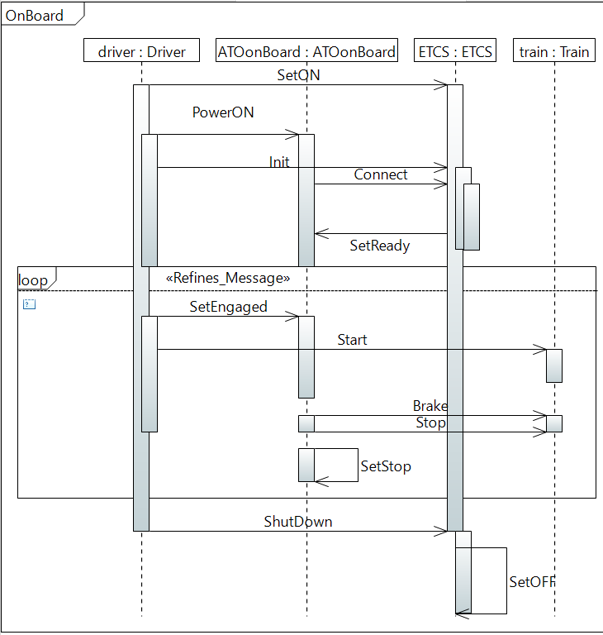 OnBoard
driver : Driver
ATOonBoard : ATOonBoard
ETCS : ETCS
train : Train
SetON
PowerON
Init
Connect
SetReady
loop
«Refines_Message»
?
SetEngaged
Start
Brake
Stop
SetStop
ShutDown
SetOFF